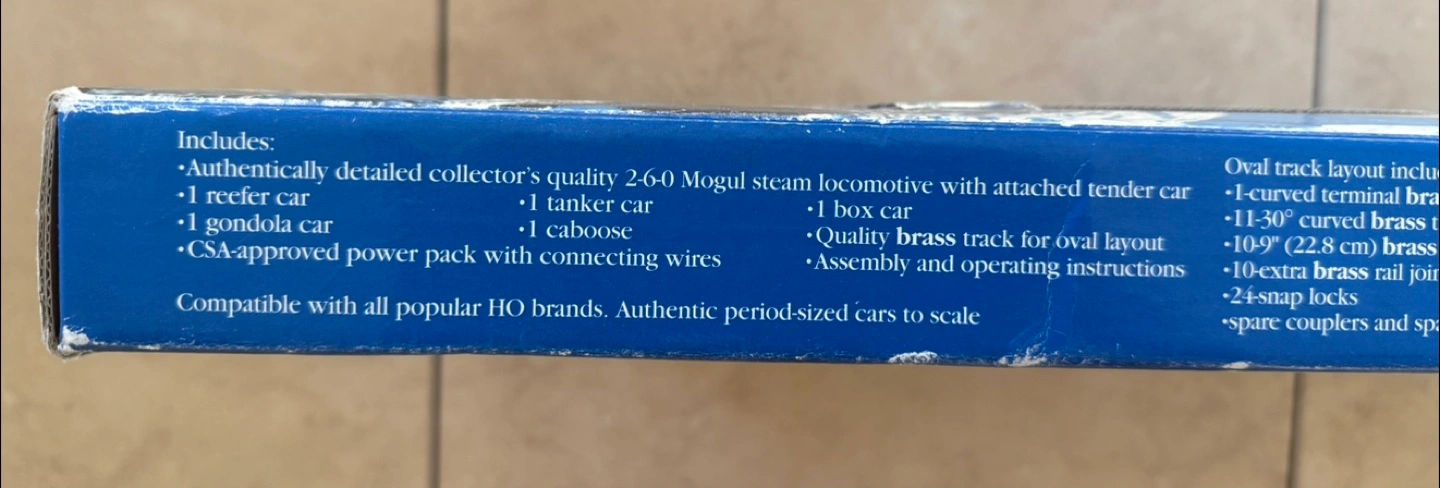 Includes:
•Authentically detailed collector's quality 2-6-0 Mogul steam locomotive with attached tender car
•1 reefer car •1 tanker car •1 box car
•1 gondola car •1 caboose •Quality brass track for oval layout
•CSA-approved power pack with connecting wires •Assembly and operating instructions
Compatible with all popular HO brands. Authentic period-sized cars to scale
Oval track layout
•1-curved terminal
•11-30° curved brass
•10-9" (22.8 cm) brass
•10-extra brass rail
•24-snap locks
•spare couplers and